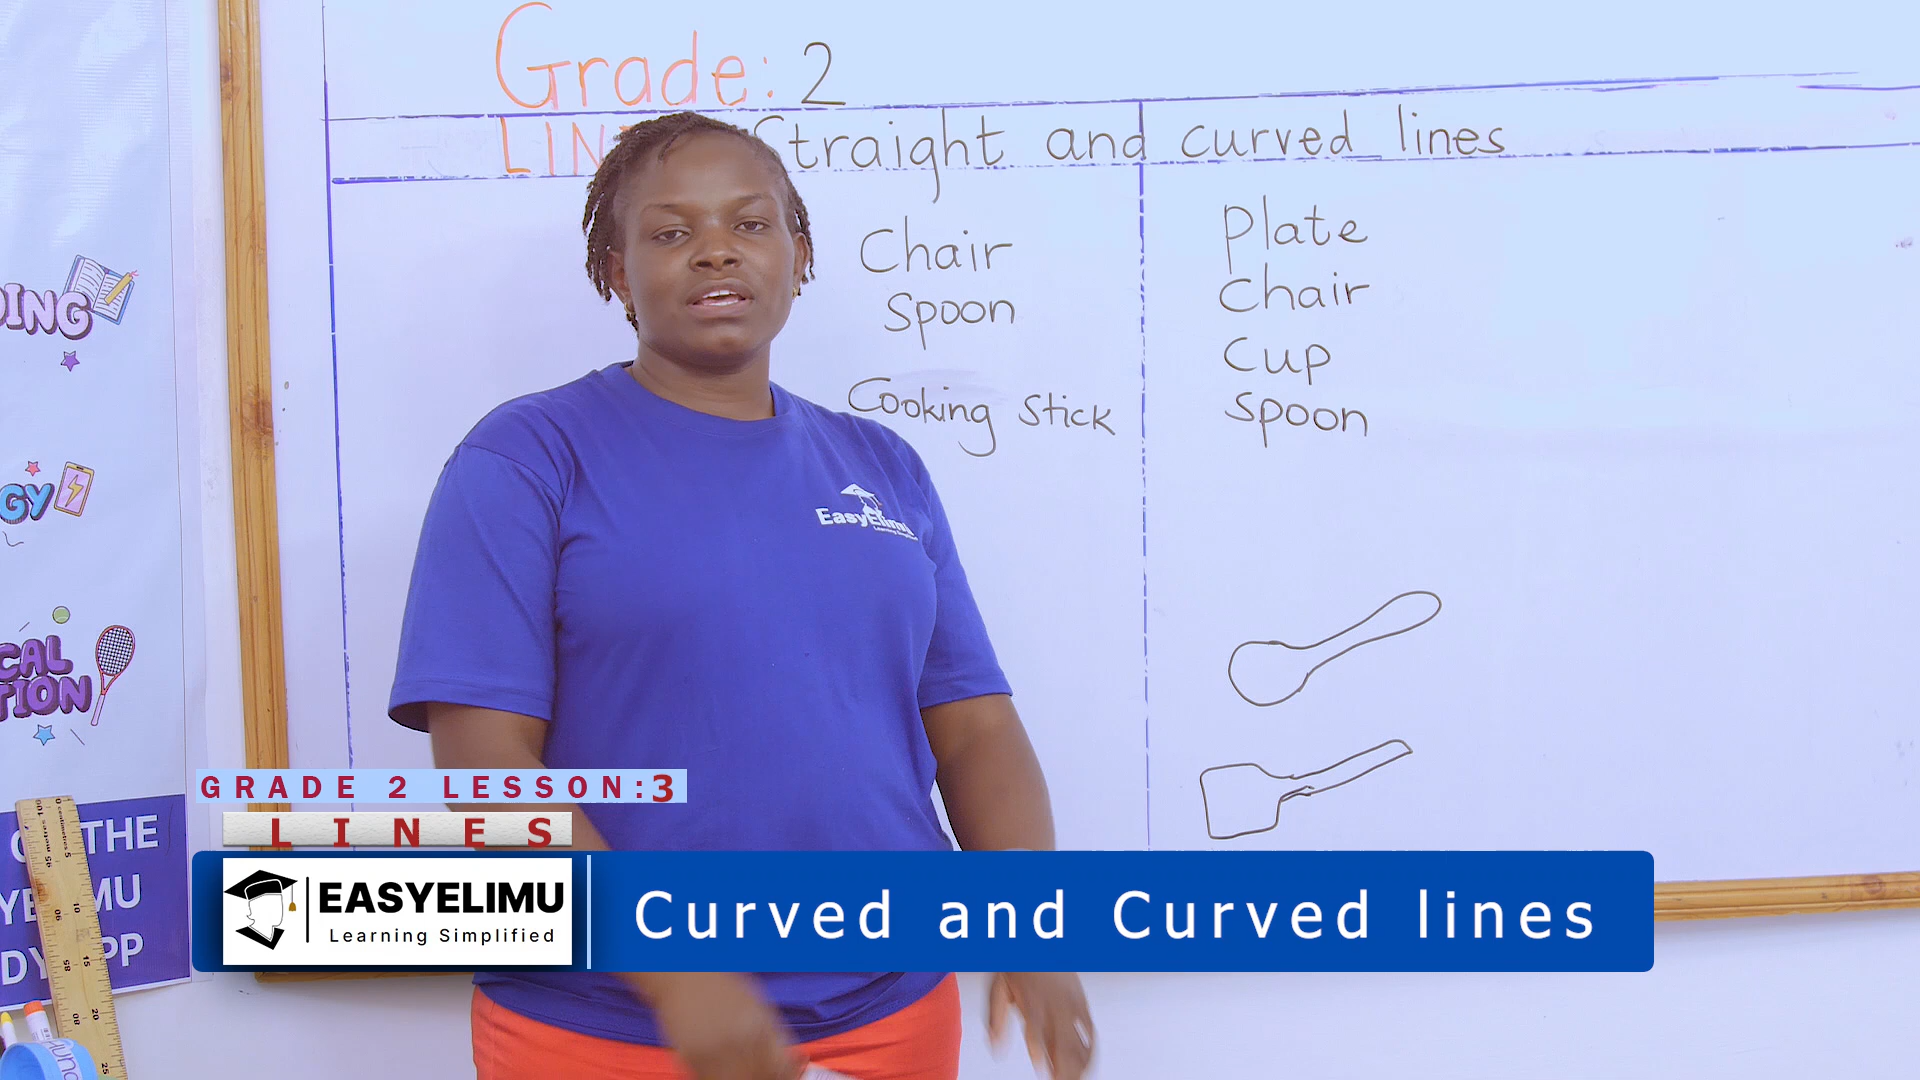 Grade: 2
Straight and curved lines
Chair
Spoon
Cooking Stick
Plate
Chair
Cup
Spoon
EasyElimu
GRADE 2 LESSON:3
LINES
EASYELIMU
Learning Simplified
Curved and Curved lines